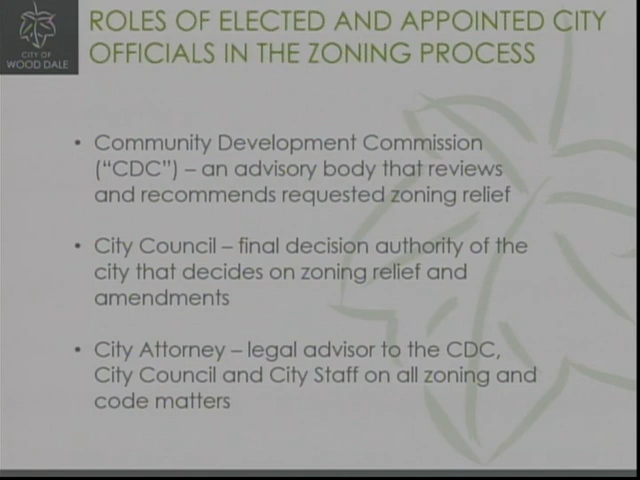 CITY OF
WOOD DALE
ROLES OF ELECTED AND APPOINTED CITY
OFFICIALS IN THE ZONING PROCESS
• Community Development Commission
(“CDC”) – an advisory body that reviews
and recommends requested zoning relief
• City Council – final decision authority of the
city that decides on zoning relief and
amendments
• City Attorney – legal advisor to the CDC,
City Council and City Staff on all zoning and
code matters